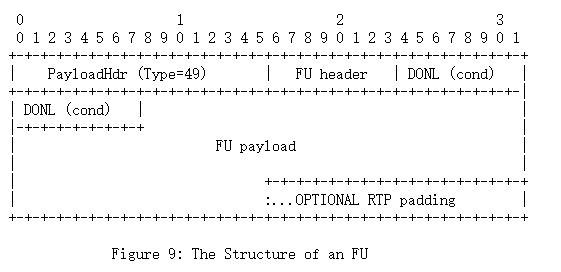 0                   1                   2                   3
0 1 2 3 4 5 6 7 8 9 0 1 2 3 4 5 6 7 8 9 0 1 2 3 4 5 6 7 8 9 0 1
+-+-+-+-+-+-+-+-+-+-+-+-+-+-+-+-+-+-+-+-+-+-+-+-+-+-+-+-+-+-+-+-+
|    PayloadHdr (Type=49)       |   FU header   | DONL (cond)   |
+-+-+-+-+-+-+-+-+-+-+-+-+-+-+-+-+-+-+-+-+-+-+-+-+-+-+-+-+-+-+-+-|
| DONL (cond)   |
|-+-+-+-+-+-+-+-+
|                         FU payload                            |
|                                                               |
|                               +-+-+-+-+-+-+-+-+-+-+-+-+-+-+-+-+
|                               :...OPTIONAL RTP padding        |
+-+-+-+-+-+-+-+-+-+-+-+-+-+-+-+-+-+-+-+-+-+-+-+-+-+-+-+-+-+-+-+-+
Figure 9: The Structure of an FU